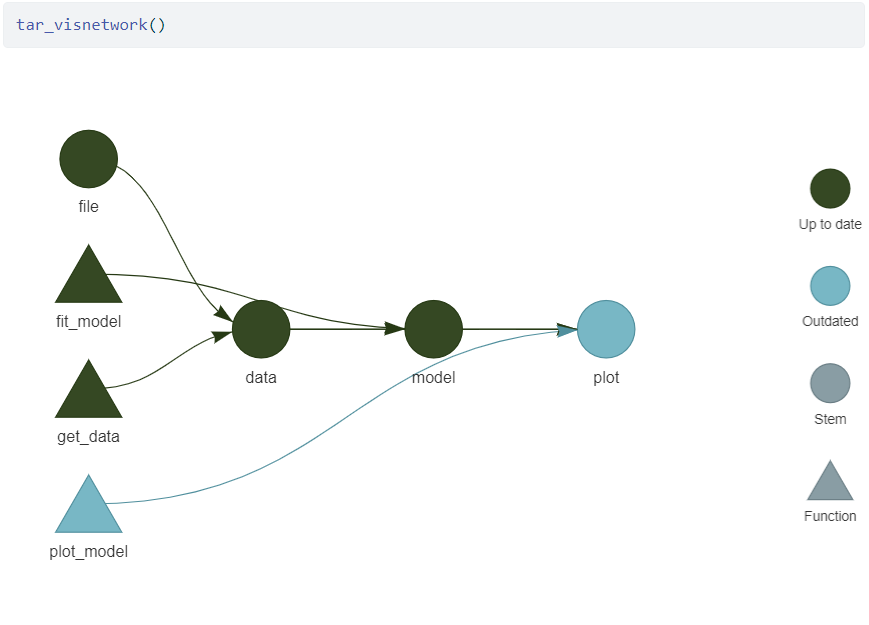 tar_visnetwork()
file
fit_model
get_data
plot_model
data
model
plot
Up to date
Outdated
Stem
Function